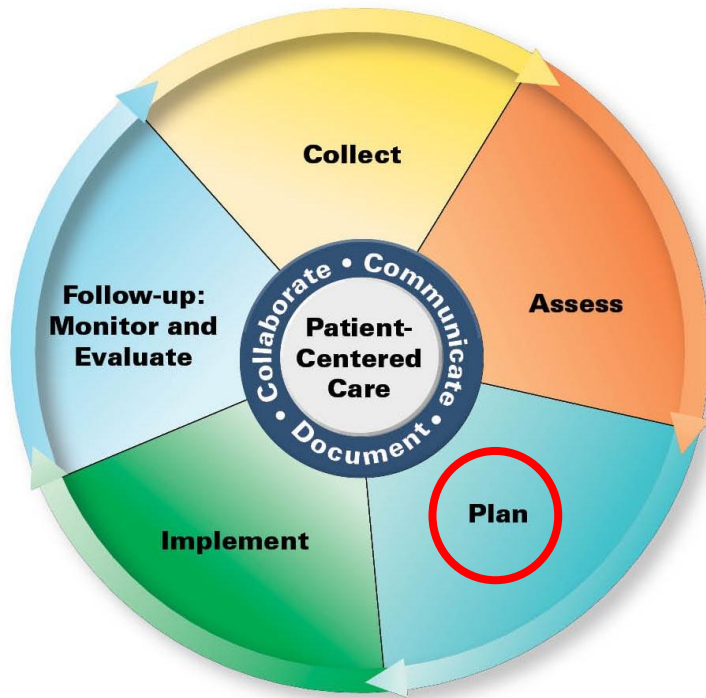 Collect
Assess
Plan
Implement
Follow-up:
Monitor and
Evaluate
Collaborate • Communicate • Document •
Patient-
Centered
Care